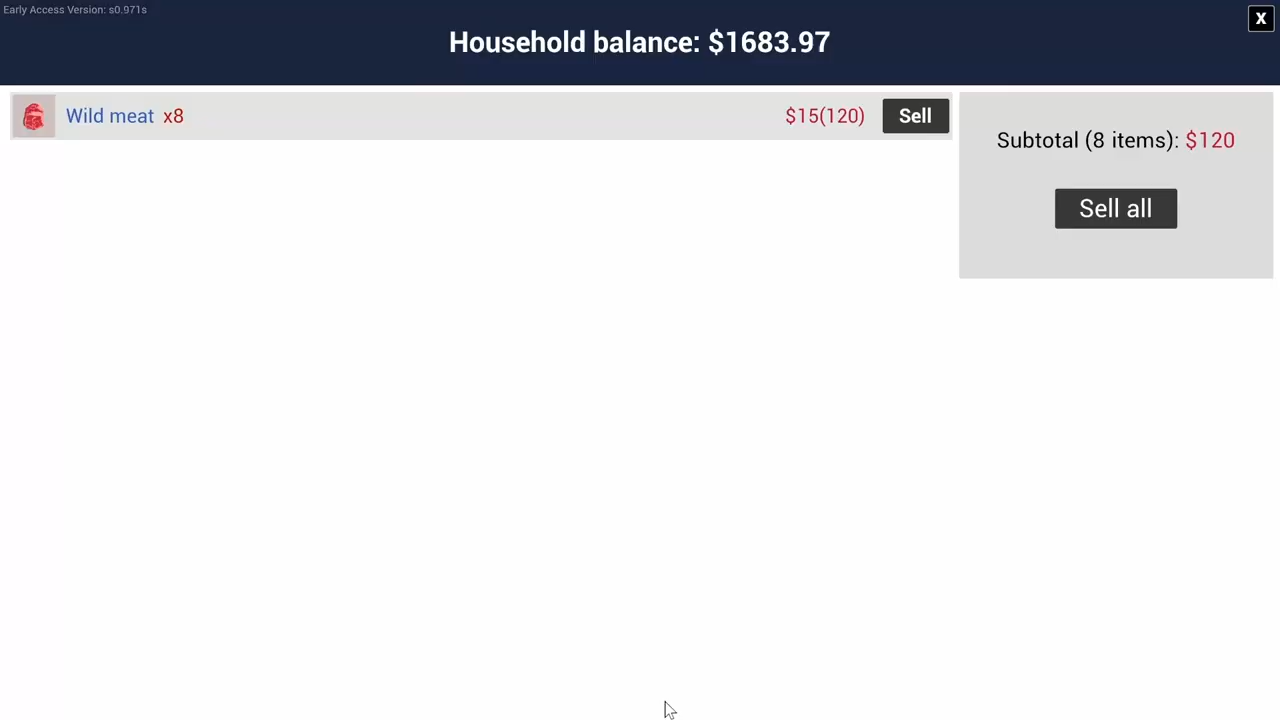 Early Access Version: s0.971s
X
Household balance: $1683.97
Wild meat x8 $15(120) Sell
Subtotal (8 items): $120
Sell all